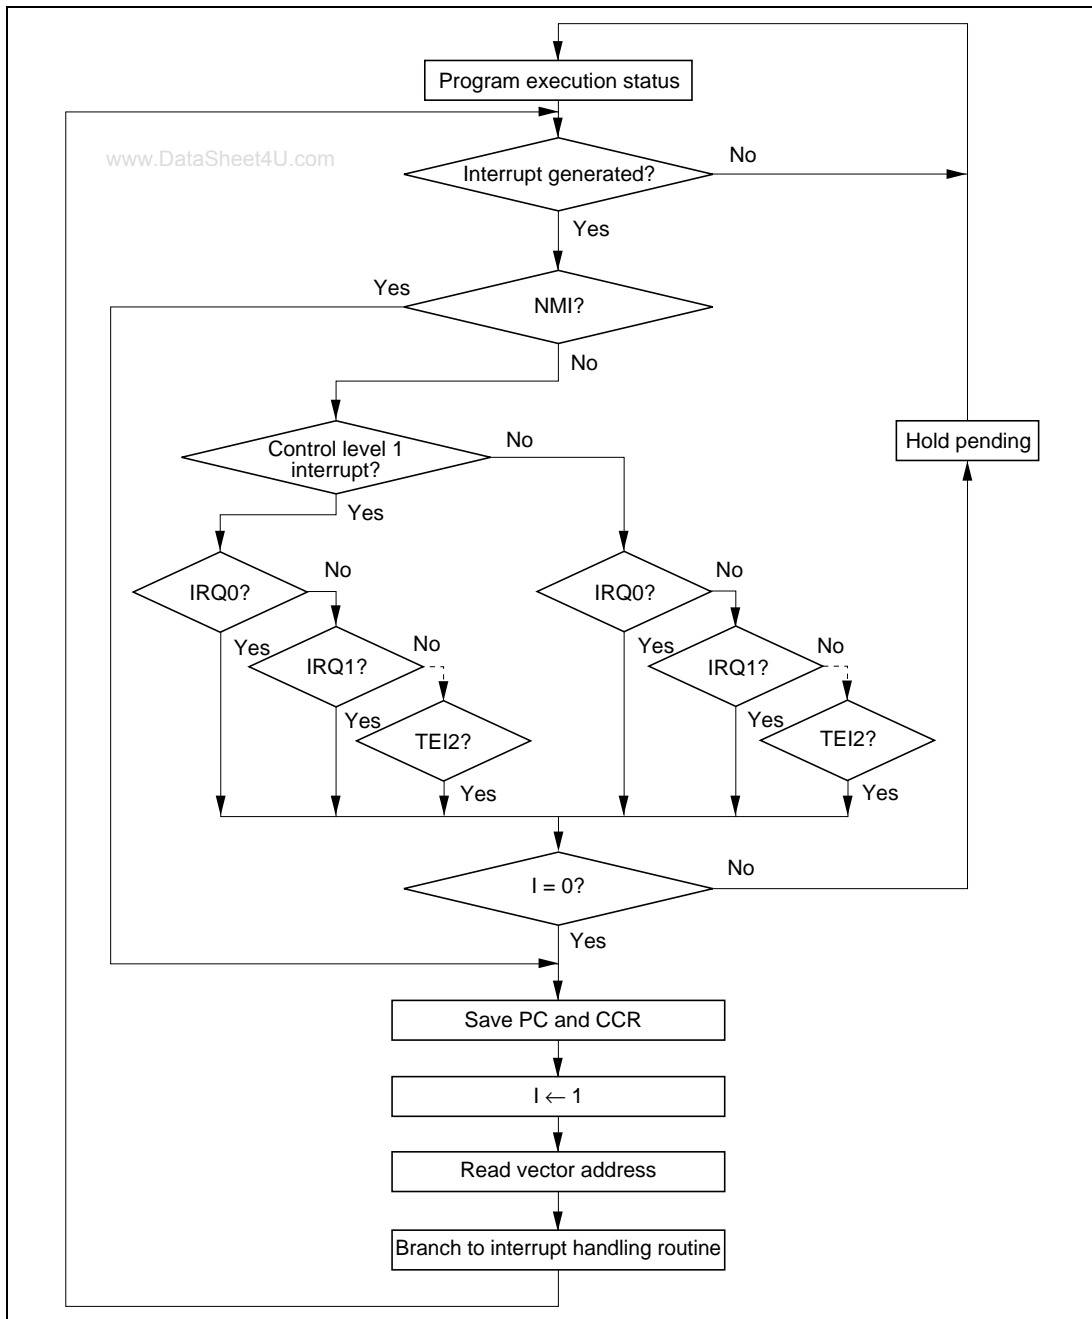 Program execution status
www.DataSheet4U.com
Interrupt generated?
No
Yes
Yes
NMI?
No
Control level 1
interrupt?
No
Hold pending
Yes
IRQ0?
No
IRQ0?
No
Yes
IRQ1?
No
Yes
IRQ1?
No
Yes
TEI2?
Yes
TEI2?
Yes
Yes
I = 0?
No
Yes
Save PC and CCR
I ← 1
Read vector address
Branch to interrupt handling routine